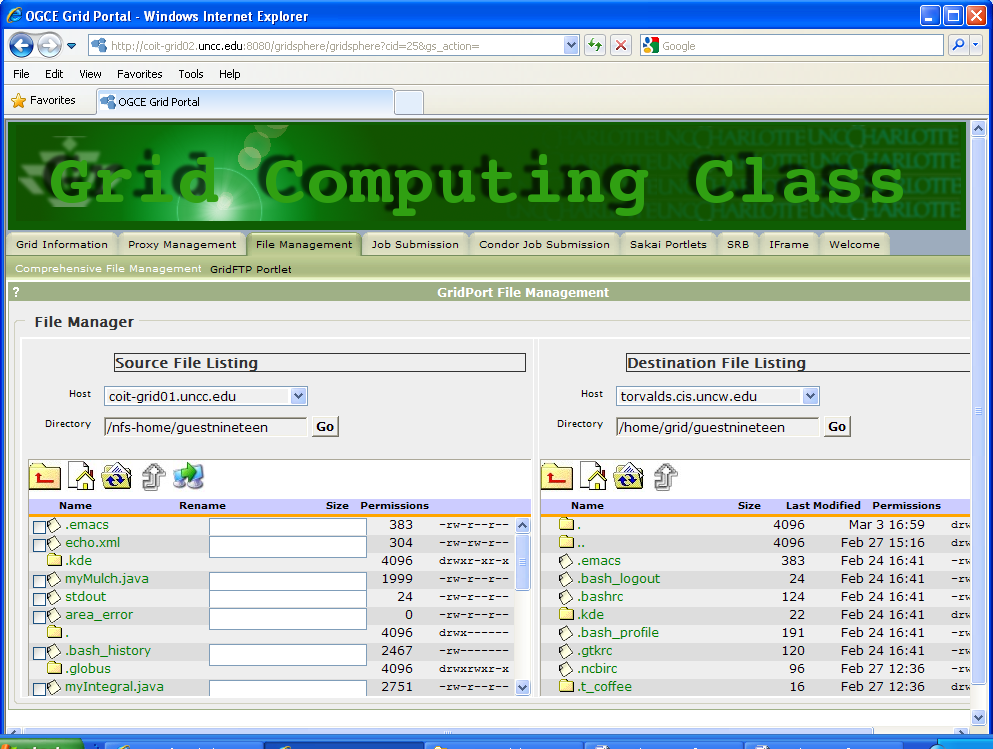 OGCE Grid Portal - Windows Internet Explorer
http://coit-grid02.uncc.edu:8080/gridsphere/gridsphere?cid=25&gs_action=
Google
File Edit View Favorites Tools Help
Favorites OGCE Grid Portal
Grid Computing Class
Grid Information Proxy Management File Management Job Submission Condor Job Submission Sakai Portlets SRB IFrame Welcome
Comprehensive File Management GridFTP Portlet
? GridPort File Management
File Manager
Source File Listing
Host coit-grid01.uncc.edu
Directory /nfs-home/guestnineteen Go
Name Rename Size Permissions
.emacs 383 -rw-r--r--
echo.xml 304 -rw-rw-r--
.kde 4096 drwxr-xr-x
myMulch.java 1999 -rw-r--r--
stdout 24 -rw-r--r--
area_error 0 -rw-r--r--
. 4096 drwx------
.bash_history 2467 -rw-------
.globus 4096 drwxrwxr-x
myIntegral.java 2751 -rw-r--r--
Destination File Listing
Host torvalds.cis.uncw.edu
Directory /home/grid/guestnineteen Go
Name Size Last Modified Permissions
. 4096 Mar 3 16:59 drw
.. 4096 Feb 27 15:16 drw
.emacs 383 Feb 24 16:41 -rw
.bash_logout 24 Feb 24 16:41 -rw
.bashrc 124 Feb 24 16:41 -rw
.kde 22 Feb 24 16:41 drw
.bash_profile 191 Feb 24 16:41 -rw
.gtkrc 120 Feb 24 16:41 -rw
.ncbirc 96 Feb 27 12:36 -rw
.t_coffee 16 Feb 27 12:36 drw